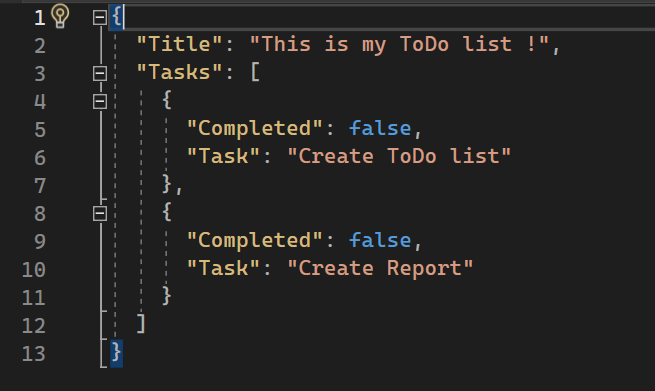 1 {
2 "Title": "This is my ToDo list !",
3 "Tasks": [
4 {
5 "Completed": false,
6 "Task": "Create ToDo list"
7 },
8 {
9 "Completed": false,
10 "Task": "Create Report"
11 }
12 ]
13 }